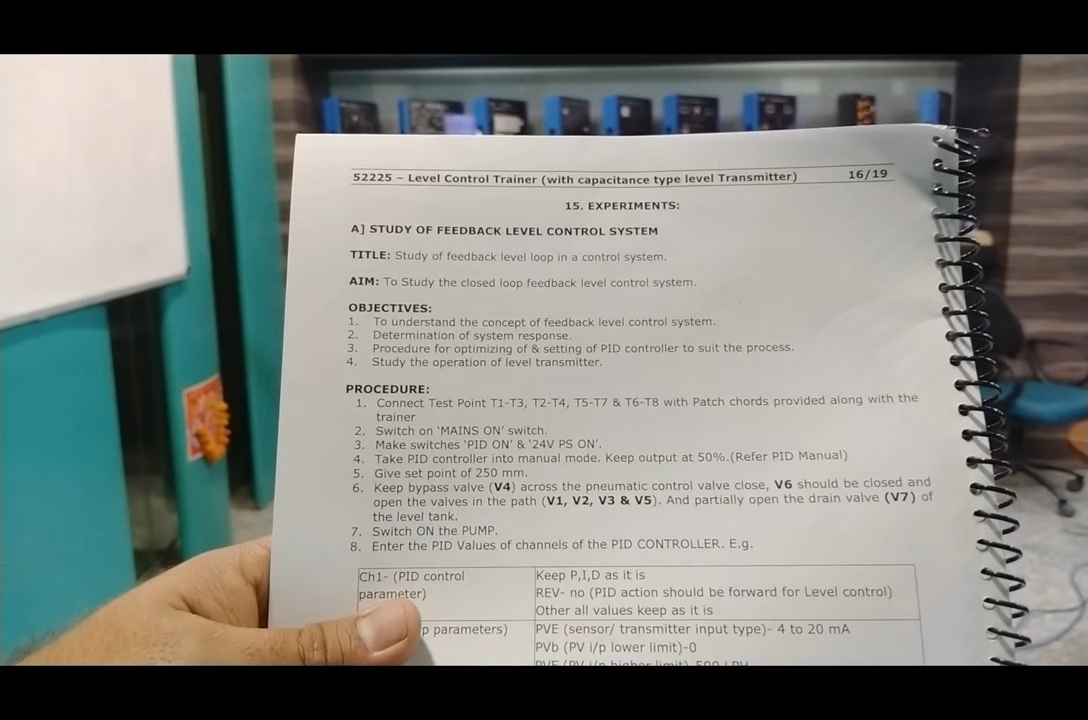 52225 – Level Control Trainer (with capacitance type level Transmitter) 16/19
15. EXPERIMENTS:
A] STUDY OF FEEDBACK LEVEL CONTROL SYSTEM
TITLE: Study of feedback level loop in a control system.
AIM: To Study the closed loop feedback level control system.
OBJECTIVES:
1. To understand the concept of feedback level control system.
2. Determination of system response.
3. Procedure for optimizing of & setting of PID controller to suit the process.
4. Study the operation of level transmitter.
PROCEDURE:
1. Connect Test Point T1-T3, T2-T4, T5-T7 & T6-T8 with Patch chords provided along with the
trainer
2. Switch on ‘MAINS ON’ switch.
3. Make switches ‘PID ON’ & ‘24V PS ON’.
4. Take PID controller into manual mode. Keep output at 50%.(Refer PID Manual)
5. Give set point of 250 mm.
6. Keep bypass valve (V4) across the pneumatic control valve close, V6 should be closed and
open the valves in the path (V1, V2, V3 & V5). And partially open the drain valve (V7) of
the level tank.
7. Switch ON the PUMP.
8. Enter the PID Values of channels of the PID CONTROLLER. E.g.
Ch1- (PID control
parameter)
Keep P,I,D as it is
REV- no (PID action should be forward for Level control)
Other all values keep as it is
parameters)
PVE (sensor/ transmitter input type)- 4 to 20 mA
PVb (PV i/p lower limit)-0